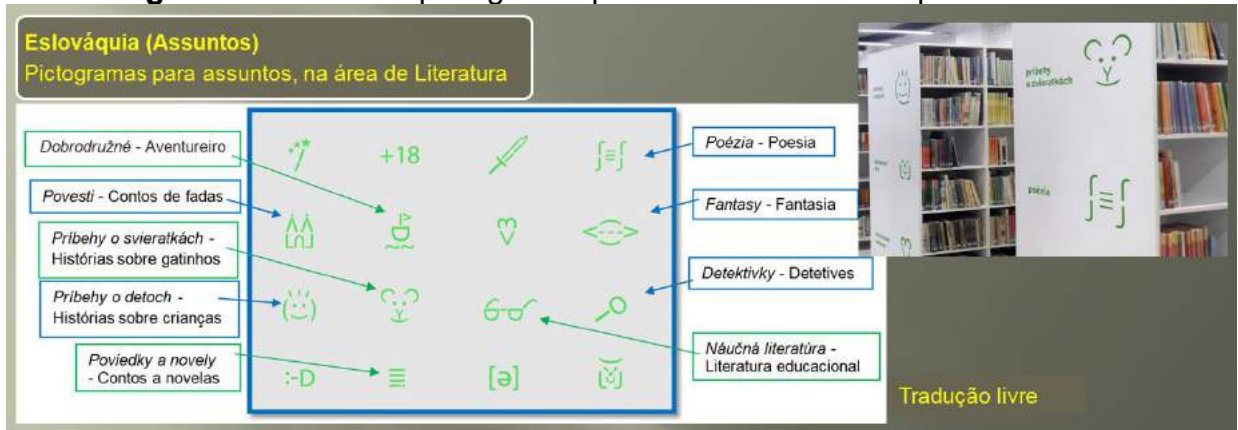 Eslováquia (Assuntos)
Pictogramas para assuntos, na área de Literatura
Dobrodružné - Aventureiro
Povesti - Contos de fadas
Príbehy o svieratkách -
Histórias sobre gatinhos
Príbehy o detoch -
Histórias sobre crianças
Poviedky a novely
- Contos a novelas
+18
:-D
[ə]
Poézia - Poesia
Fantasy - Fantasia
Detektívky - Detetives
Náučná literatúra -
Literatura educacional
príbehy
o zvieratkách
poézia
Tradução livre